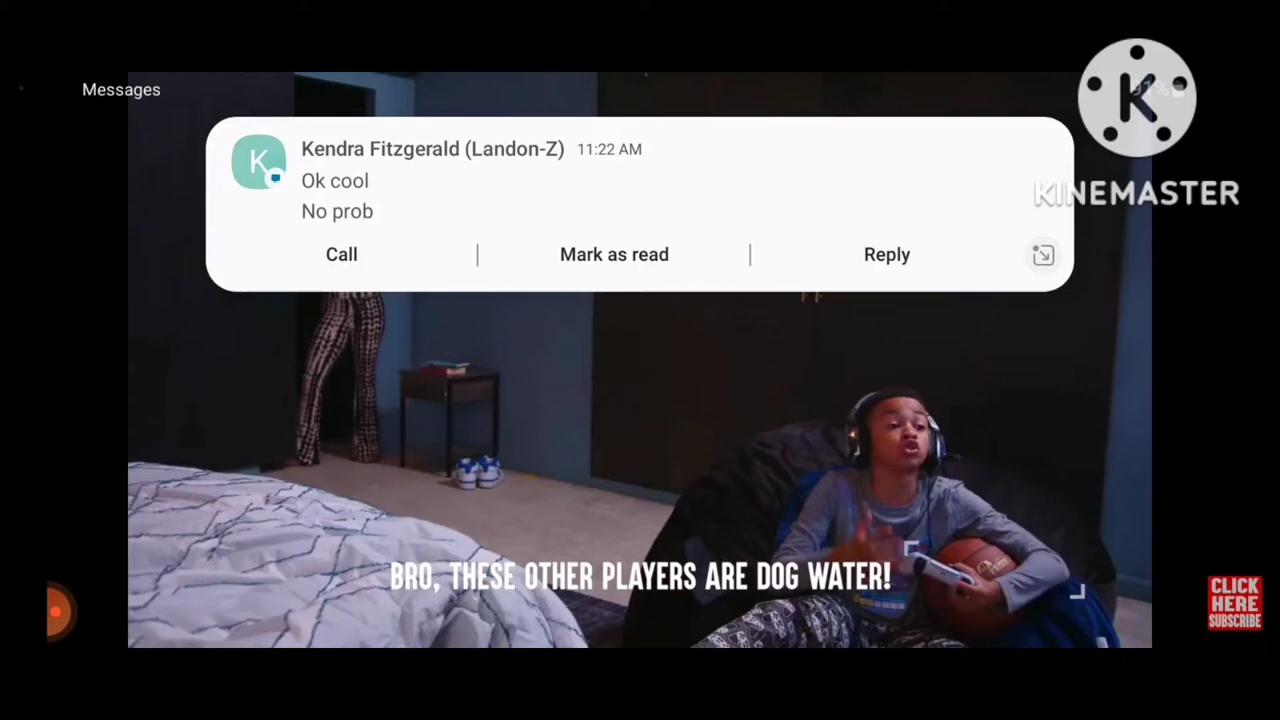 Messages
91%
K
KINEMASTER
K
Kendra Fitzgerald (Landon-Z) 11:22 AM
Ok cool
No prob
Call | Mark as read | Reply
BRO, THESE OTHER PLAYERS ARE DOG WATER!
CLICK
HERE
SUBSCRIBE